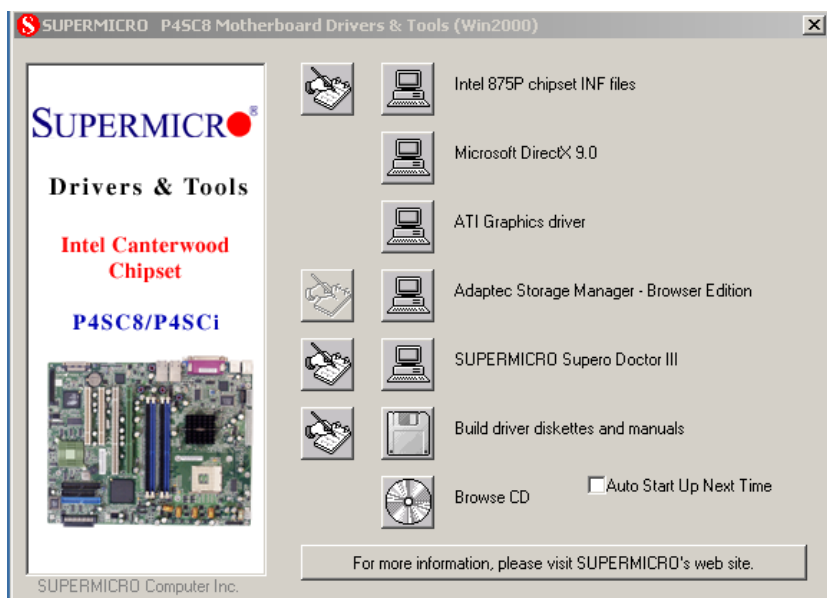 SUPERMICRO P4SC8 Motherboard Drivers & Tools (Win2000)
SUPERMICRO®
Drivers & Tools
Intel Canterwood
Chipset
P4SC8/P4SCi
SUPERMICRO Computer Inc.
Intel 875P chipset INF files
Microsoft DirectX 9.0
ATI Graphics driver
Adaptec Storage Manager - Browser Edition
SUPERMICRO Supero Doctor III
Build driver diskettes and manuals
Browse CD
Auto Start Up Next Time
For more information, please visit SUPERMICRO's web site.